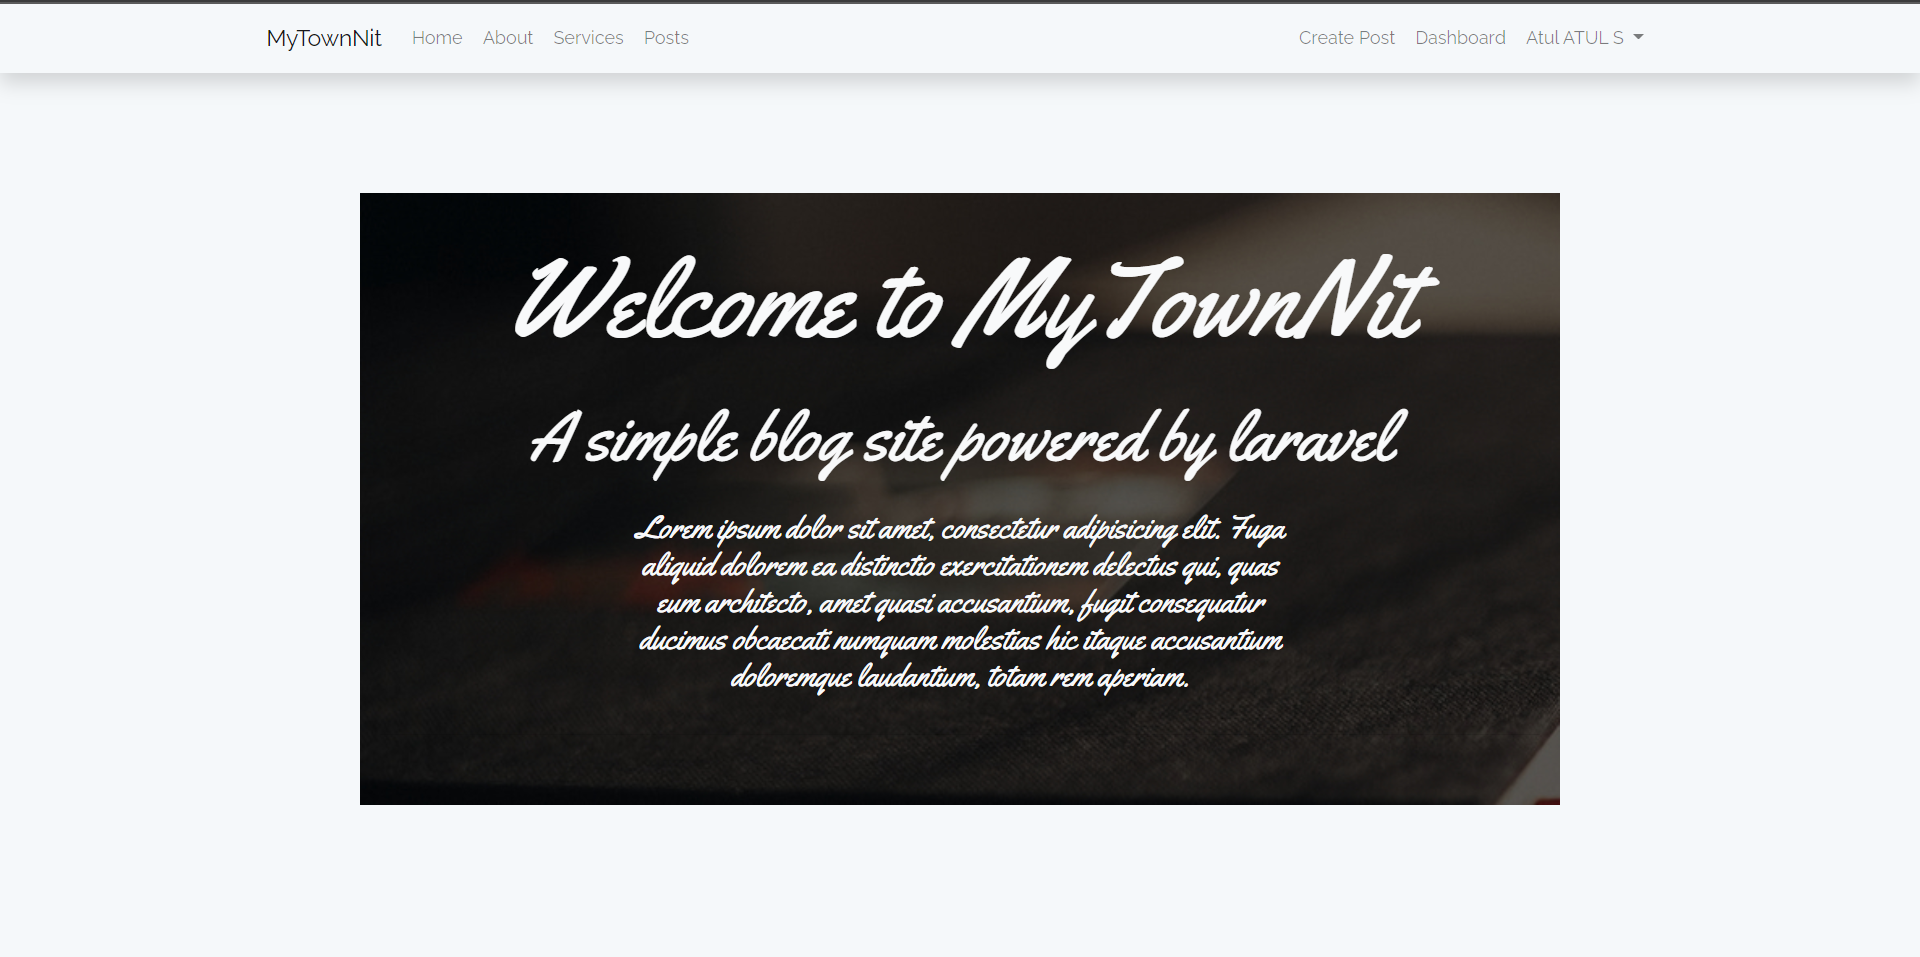 MyTownNit Home About Services Posts Create Post Dashboard Atul ATUL S
Welcome to MyTownNit
A simple blog site powered by laravel
Lorem ipsum dolor sit amet, consectetur adipisicing elit. Fuga
aliquid dolorem ea distinctio exercitationem delectus qui, quas
eum architecto, amet quasi accusantium, fugit consequatur
ducimus obcaecati numquam molestias hic itaque accusantium
doloremque laudantium, totam rem aperiam.